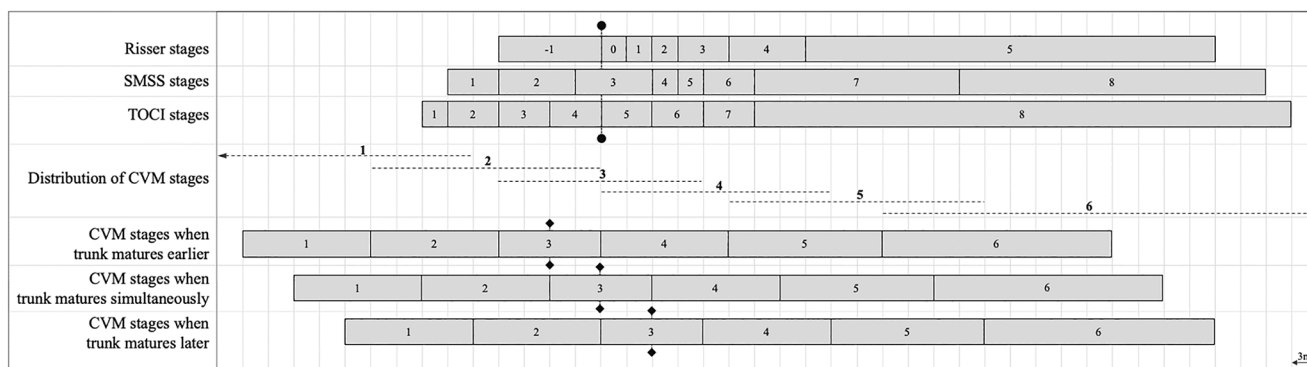 Risser stages -1 0 1 2 3 4 5
SMSS stages 1 2 3 4 5 6 7 8
TOCI stages 1 2 3 4 5 6 7 8
Distribution of CVM stages 1 2 3 4 5 6
CVM stages when
trunk matures earlier 1 2 3 4 5 6
CVM stages when
trunk matures simultaneously 1 2 3 4 5 6
CVM stages when
trunk matures later 1 2 3 4 5 6